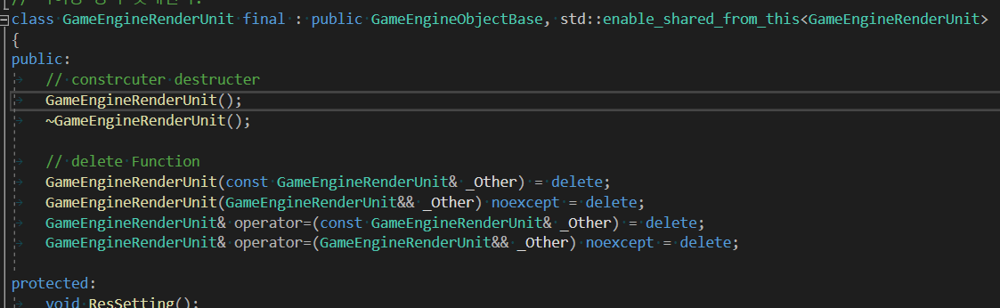 class GameEngineRenderUnit final : public GameEngineObjectBase, std::enable_shared_from_this<GameEngineRenderUnit>
{
public:
// constrcuter destructer
GameEngineRenderUnit();
~GameEngineRenderUnit();
// delete Function
GameEngineRenderUnit(const GameEngineRenderUnit& _Other) = delete;
GameEngineRenderUnit(GameEngineRenderUnit&& _Other) noexcept = delete;
GameEngineRenderUnit& operator=(const GameEngineRenderUnit& _Other) = delete;
GameEngineRenderUnit& operator=(GameEngineRenderUnit&& _Other) noexcept = delete;
protected:
void ResSetting();